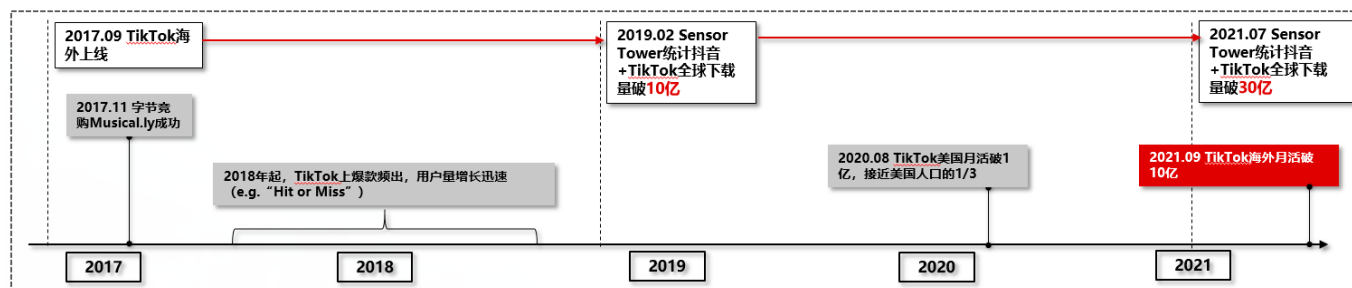 2017.09 TikTok海
外上线
2019.02 Sensor
Tower统计抖音
+TikTok全球下载
量破10亿
2021.07 Sensor
Tower统计抖音
+TikTok全球下载
量破30亿
2017.11 字节竞
购Musical.ly成功
2018年起，TikTok上爆款频出，用户量增长迅速
（e.g. “Hit or Miss”）
2020.08 TikTok美国月活破1
亿，接近美国人口的1/3
2021.09 TikTok海外月活破
10亿
2017
2018
2019
2020
2021